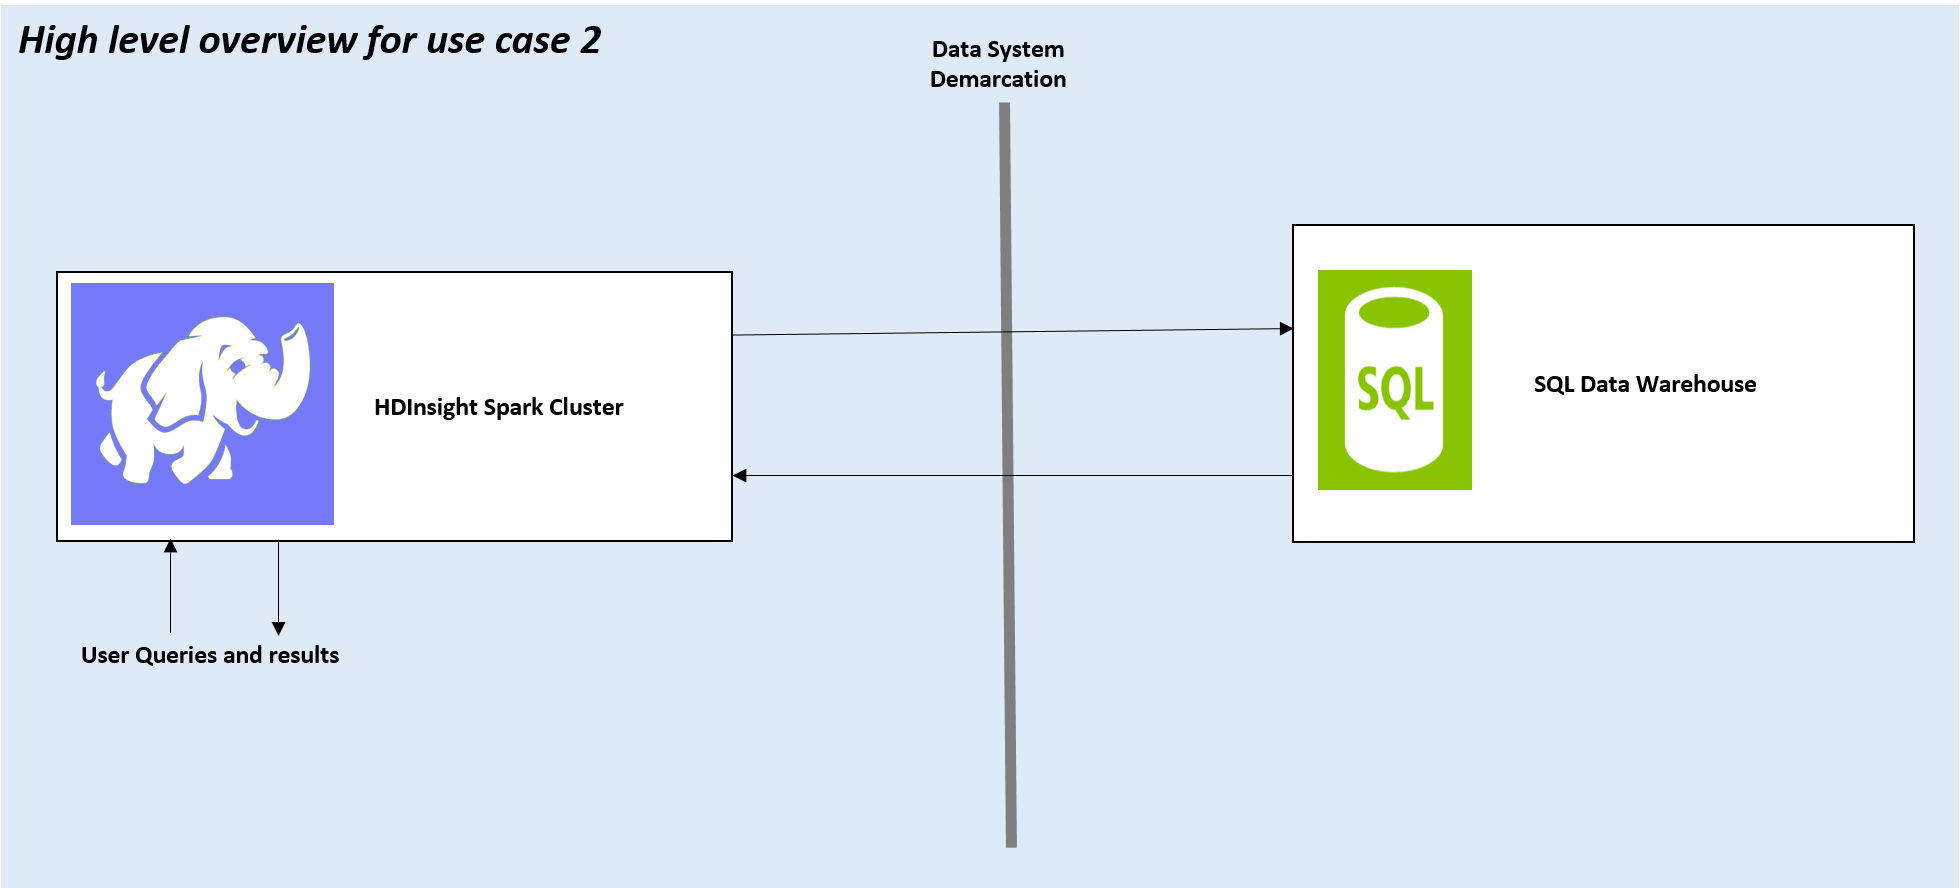 High level overview for use case 2
Data System
Demarcation
HDInsight Spark Cluster
SQL
SQL Data Warehouse
User Queries and results